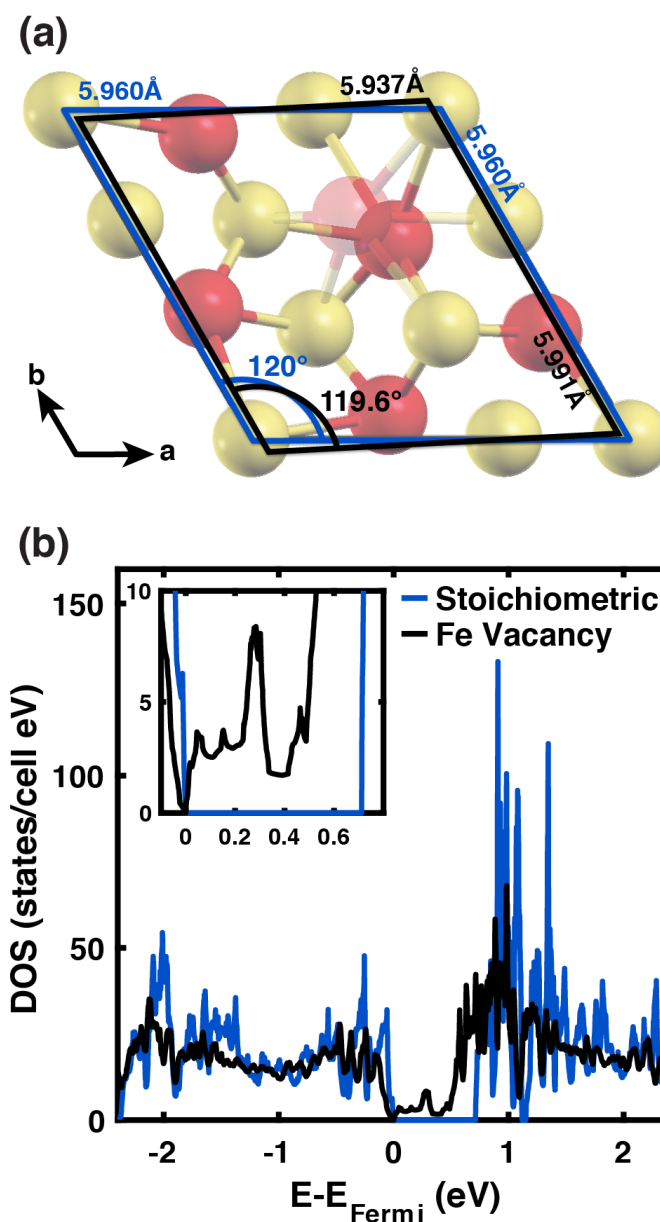 (a)
5.960Å
5.937Å
5.960Å
5.991Å
120°
119.6°
b
a
(b)
DOS (states/cell eV)
150
100
50
0
10
5
0
0
0.2
0.4
0.6
Stoichiometric
Fe Vacancy
-2
-1
0
1
2
E-E_Fermi (eV)